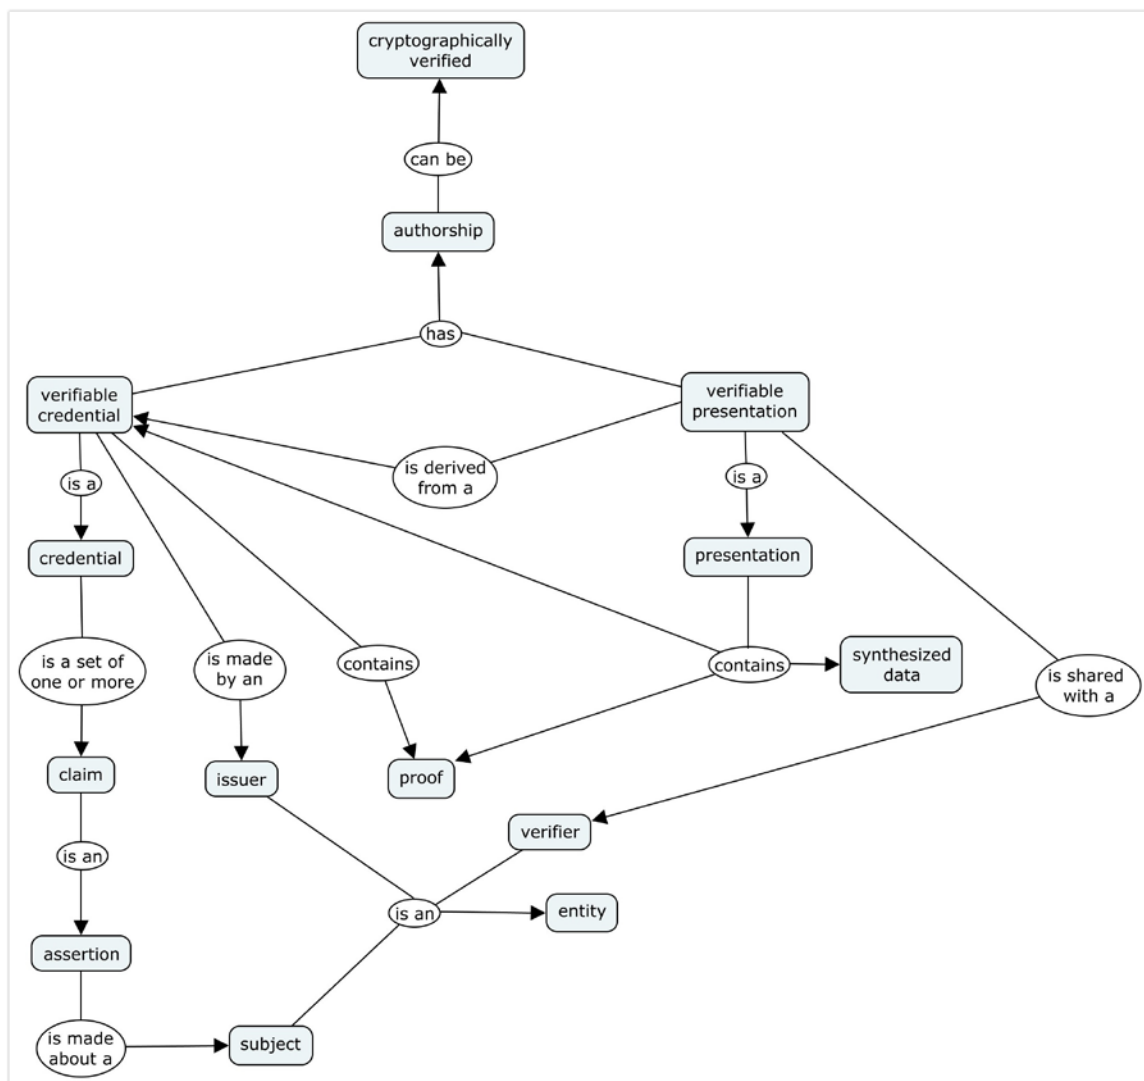 cryptographically
verified
can be
authorship
has
verifiable
credential
verifiable
presentation
is derived
from a
is a
is a
credential
presentation
is a set of
one or more
is made
by an
contains
contains
synthesized
data
is shared
with a
claim
issuer
proof
verifier
is an
is an
entity
assertion
is made
about a
subject